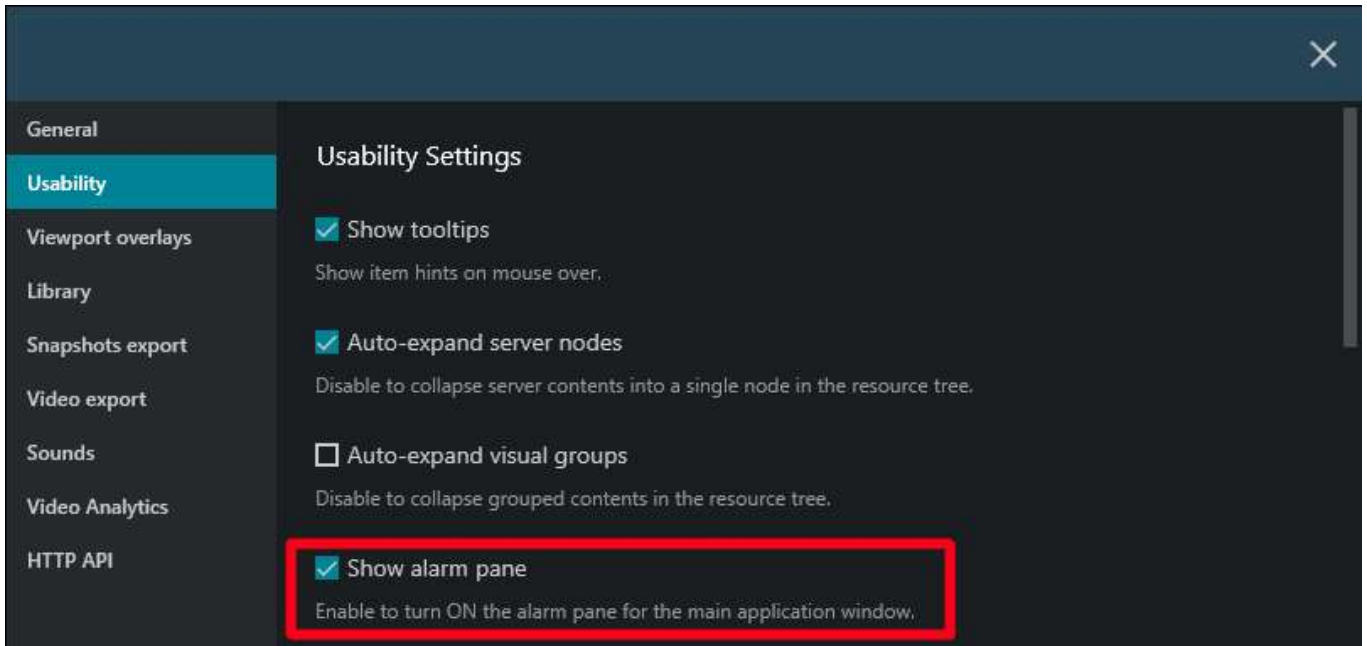 General
Usability
Viewport overlays
Library
Snapshots export
Video export
Sounds
Video Analytics
HTTP API
Usability Settings
Show tooltips
Show item hints on mouse over.
Auto-expand server nodes
Disable to collapse server contents into a single node in the resource tree.
Auto-expand visual groups
Disable to collapse grouped contents in the resource tree.
Show alarm pane
Enable to turn ON the alarm pane for the main application window.